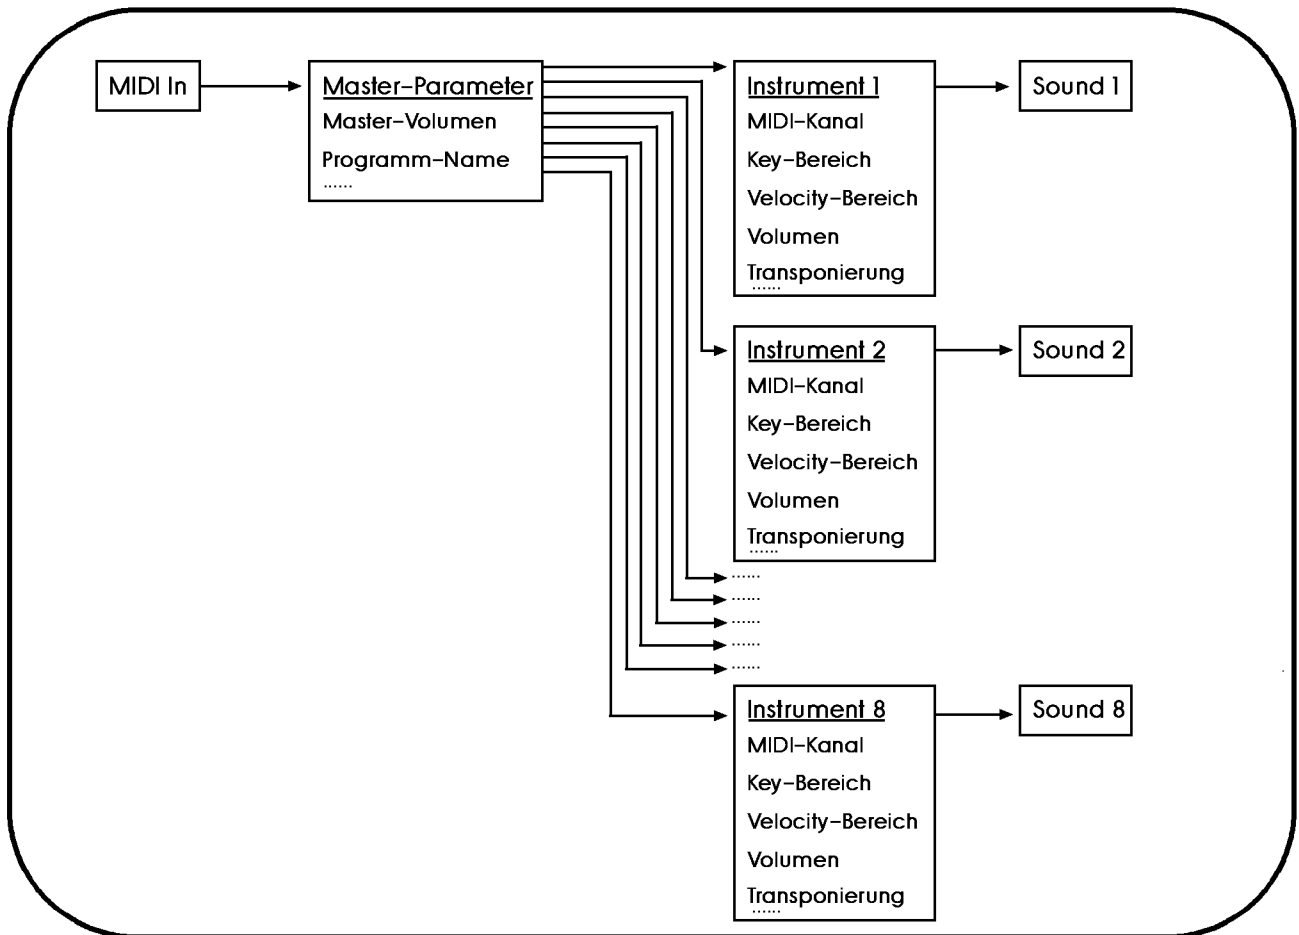 MIDI In
Master-Parameter
Master-Volumen
Programm-Name
......
Instrument 1
MIDI-Kanal
Key-Bereich
Velocity-Bereich
Volumen
Transponierung
......
Sound 1
Instrument 2
MIDI-Kanal
Key-Bereich
Velocity-Bereich
Volumen
Transponierung
......
Sound 2
......
......
......
......
......
Instrument 8
MIDI-Kanal
Key-Bereich
Velocity-Bereich
Volumen
Transponierung
......
Sound 8